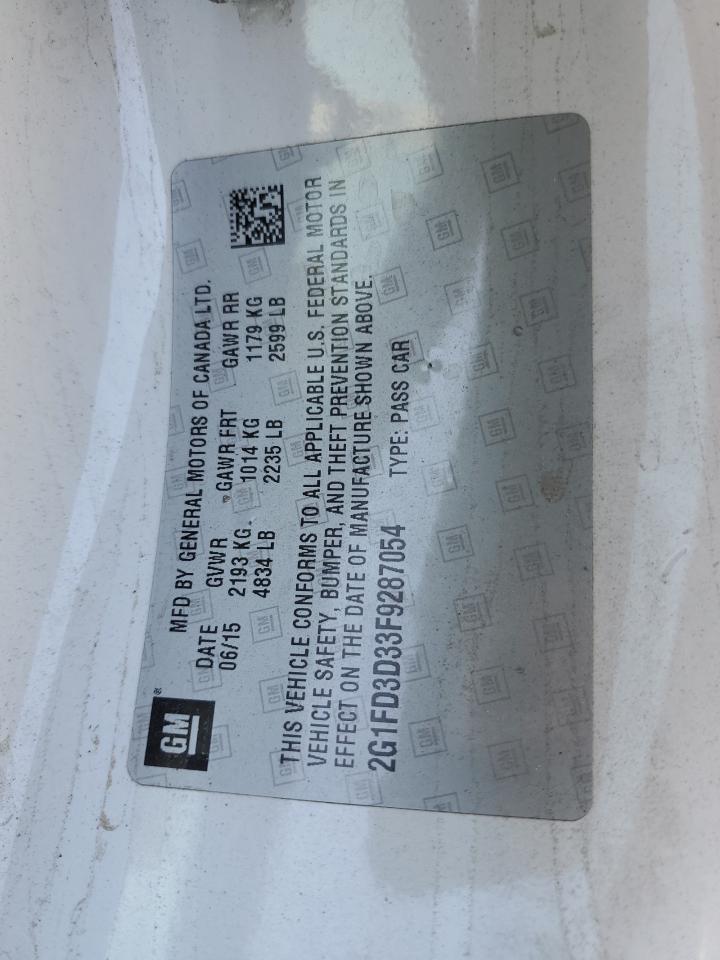 GM®
MFD BY GENERAL MOTORS OF CANADA LTD.
DATE GVWR GAWR FRT GAWR RR
06/15 2193 KG. 1014 KG 1179 KG
4834 LB 2235 LB 2599 LB
THIS VEHICLE CONFORMS TO ALL APPLICABLE U.S. FEDERAL MOTOR
VEHICLE SAFETY, BUMPER, AND THEFT PREVENTION STANDARDS IN
EFFECT ON THE DATE OF MANUFACTURE SHOWN ABOVE.
2G1FD3D33F9287054 TYPE: PASS CAR